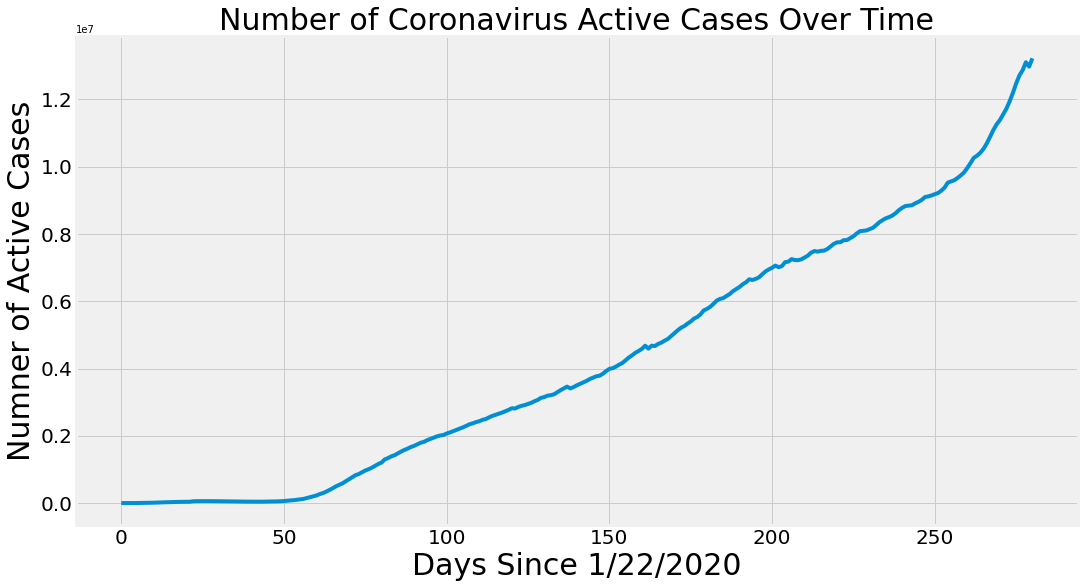 Number of Coronavirus Active Cases Over Time
1e7
1.2
1.0
0.8
0.6
0.4
0.2
0.0
Numner of Active Cases
0 50 100 150 200 250
Days Since 1/22/2020